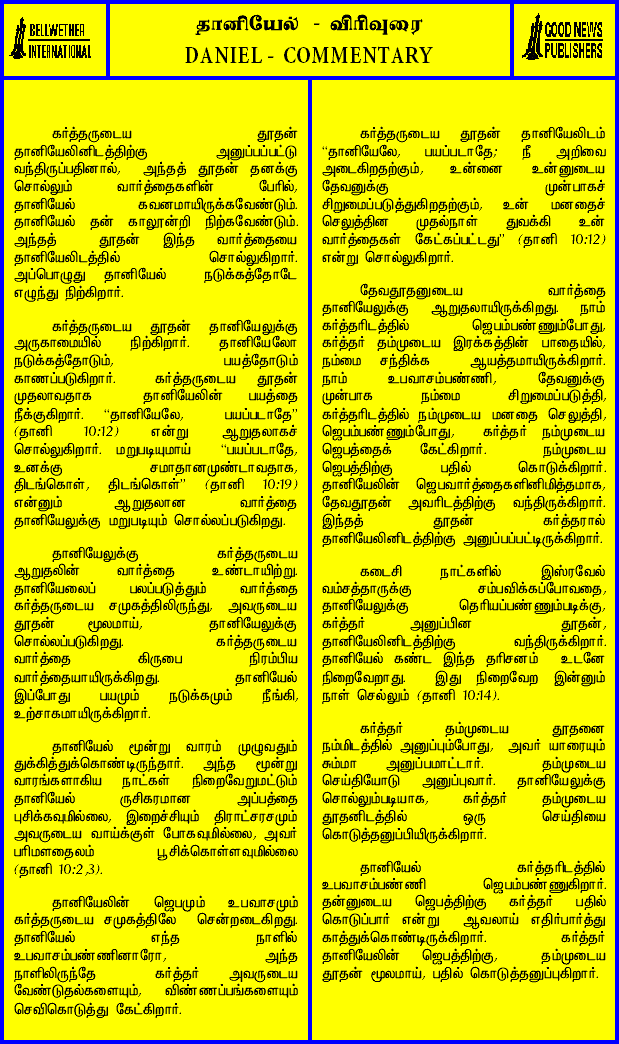 BELLWETHER
INTERNATIONAL
தானியேல் - விரிவுரை
DANIEL - COMMENTARY
GOOD NEWS
PUBLISHERS
கர்த்தருடைய தூதன்
தானியேலினிடத்திற்கு அனுப்பப்பட்டு
வந்திருப்பதினால், அந்தத் தூதன் தனக்கு
சொல்லும் வார்த்தைகளின் பேரில்,
தானியேல் கவனமாயிருக்கவேண்டும்.
தானியேல் தன் காலூன்றி நிற்கவேண்டும்.
அந்தத் தூதன் இந்த வார்த்தையை
தானியேலிடத்தில் சொல்லுகிறார்.
அப்பொழுது தானியேல் நடுக்கத்தோடே
எழுந்து நிற்கிறார்.
கர்த்தருடைய தூதன் தானியேலுக்கு
அருகாமையில் நிற்கிறார். தானியேலோ
நடுக்கத்தோடும், பயத்தோடும்
காணப்படுகிறார். கர்த்தருடைய தூதன்
முதலாவதாக தானியேலின் பயத்தை
நீக்குகிறார். “தானியேலே, பயப்படாதே”
(தானி 10:12) என்று ஆறுதலாகச்
சொல்லுகிறார். மறுபடியுமாய் “பயப்படாதே,
உனக்கு சமாதானமுண்டாவதாக,
திடங்கொள், திடங்கொள்” (தானி 10:19)
என்னும் ஆறுதலான வார்த்தை
தானியேலுக்கு மறுபடியும் சொல்லப்படுகிறது.
தானியேலுக்கு கர்த்தருடைய
ஆறுதலின் வார்த்தை உண்டாயிற்று.
தானியேலைப் பலப்படுத்தும் வார்த்தை
கர்த்தருடைய சமுகத்திலிருந்து, அவருடைய
தூதன் மூலமாய், தானியேலுக்கு
சொல்லப்படுகிறது. கர்த்தருடைய
வார்த்தை கிருபை நிரம்பிய
வார்த்தையாயிருக்கிறது. தானியேல்
இப்போது பயமும் நடுக்கமும் நீங்கி,
உற்சாகமாயிருக்கிறார்.
தானியேல் மூன்று வாரம் முழுவதும்
துக்கித்துக்கொண்டிருந்தார். அந்த மூன்று
வாரங்களாகிய நாட்கள் நிறைவேறுமட்டும்
தானியேல் ருசிகரமான அப்பத்தை
புசிக்கவுமில்லை, இறைச்சியும் திராட்சரசமும்
அவருடைய வாய்க்குள் போகவுமில்லை, அவர்
பரிமளதைலம் பூசிக்கொள்ளவுமில்லை
(தானி 10:2,3).
தானியேலின் ஜெபமும் உபவாசமும்
கர்த்தருடைய சமுகத்திலே சென்றடைகிறது.
தானியேல் எந்த நாளில்
உபவாசம்பண்ணினாரோ, அந்த
நாளிலிருந்தே கர்த்தர் அவருடைய
வேண்டுதல்களையும், விண்ணப்பங்களையும்
செவிகொடுத்து கேட்கிறார்.
கர்த்தருடைய தூதன் தானியேலிடம்
“தானியேலே, பயப்படாதே; நீ அறிவை
அடைகிறதற்கும், உன்னை உன்னுடைய
தேவனுக்கு முன்பாகச்
சிறுமைப்படுத்துகிறதற்கும், உன் மனதைச்
செலுத்தின முதல்நாள் துவக்கி உன்
வார்த்தைகள் கேட்கப்பட்டது” (தானி 10:12)
என்று சொல்லுகிறார்.
தேவதூதனுடைய வார்த்தை
தானியேலுக்கு ஆறுதலாயிருக்கிறது. நாம்
கர்த்தரிடத்தில் ஜெபம்பண்ணும்போது,
கர்த்தர் தம்முடைய இரக்கத்தின் பாதையில்,
நம்மை சந்திக்க ஆயத்தமாயிருக்கிறார்.
நாம் உபவாசம்பண்ணி, தேவனுக்கு
முன்பாக நம்மை சிறுமைப்படுத்தி,
கர்த்தரிடத்தில் நம்முடைய மனதை செலுத்தி,
ஜெபம்பண்ணும்போது, கர்த்தர் நம்முடைய
ஜெபத்தைக் கேட்கிறார். நம்முடைய
ஜெபத்திற்கு பதில் கொடுக்கிறார்.
தானியேலின் ஜெபவார்த்தைகளினிமித்தமாக,
தேவதூதன் அவரிடத்திற்கு வந்திருக்கிறார்.
இந்தத் தூதன் கர்த்தரால்
தானியேலினிடத்திற்கு அனுப்பப்பட்டிருக்கிறார்.
கடைசி நாட்களில் இஸ்ரவேல்
வம்சத்தாருக்கு சம்பவிக்கப்போவதை,
தானியேலுக்கு தெரியப்பண்ணும்படிக்கு,
கர்த்தர் அனுப்பின தூதன்,
தானியேலினிடத்திற்கு வந்திருக்கிறார்.
தானியேல் கண்ட இந்த தரிசனம் உடனே
நிறைவேறாது. இது நிறைவேற இன்னும்
நாள் செல்லும் (தானி 10:14).
கர்த்தர் தம்முடைய தூதனை
நம்மிடத்தில் அனுப்பும்போது, அவர் யாரையும்
சும்மா அனுப்பமாட்டார். தம்முடைய
செய்தியோடு அனுப்புவார். தானியேலுக்கு
சொல்லும்படியாக, கர்த்தர் தம்முடைய
தூதனிடத்தில் ஒரு செய்தியை
கொடுத்தனுப்பியிருக்கிறார்.
தானியேல் கர்த்தரிடத்தில்
உபவாசம்பண்ணி ஜெபம்பண்ணுகிறார்.
தன்னுடைய ஜெபத்திற்கு கர்த்தர் பதில்
கொடுப்பார் என்று ஆவலாய் எதிர்பார்த்து
காத்துக்கொண்டிருக்கிறார். கர்த்தர்
தானியேலின் ஜெபத்திற்கு, தம்முடைய
தூதன் மூலமாய், பதில் கொடுத்தனுப்புகிறார்.